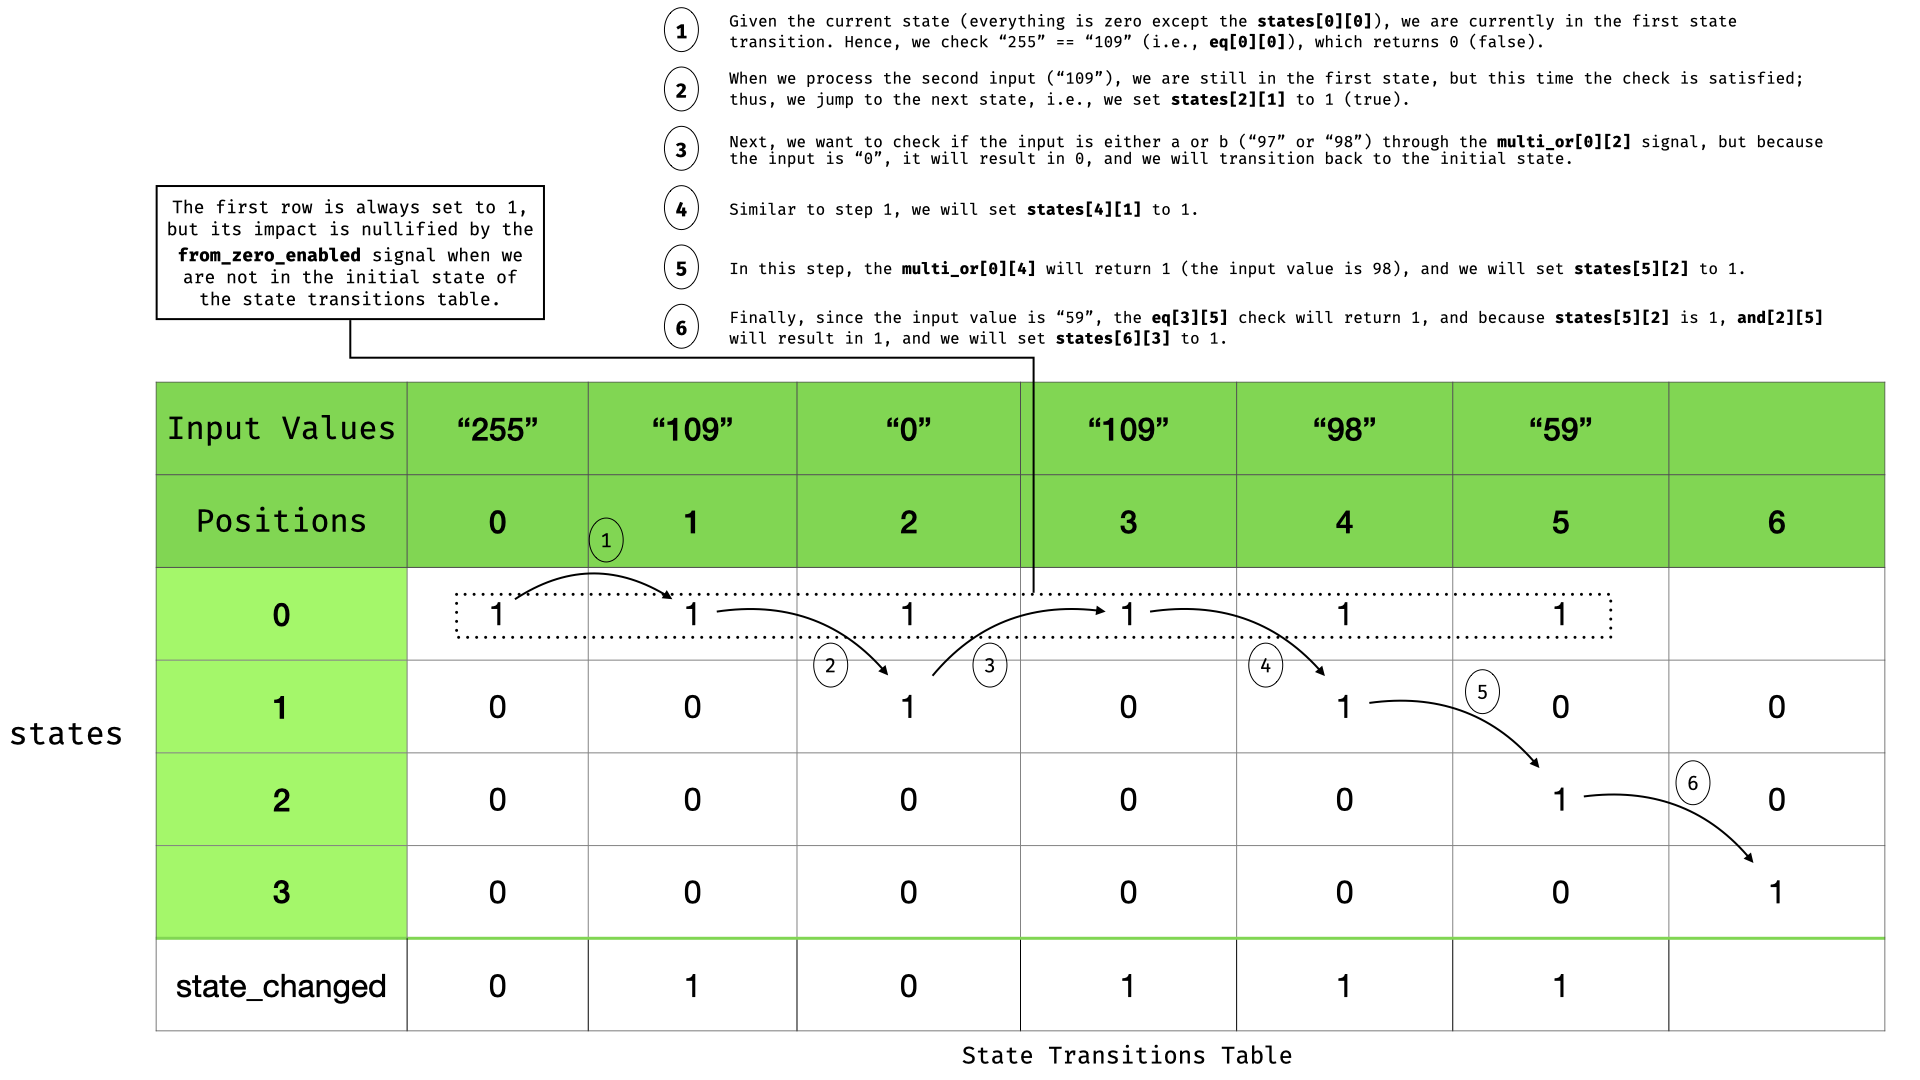 1
Given the current state (everything is zero except the states[0][0]), we are currently in the first state
transition. Hence, we check “255” == “109” (i.e., eq[0][0]), which returns 0 (false).
2
When we process the second input (“109”), we are still in the first state, but this time the check is satisfied;
thus, we jump to the next state, i.e., we set states[2][1] to 1 (true).
3
Next, we want to check if the input is either a or b (“97” or “98”) through the multi_or[0][2] signal, but because
the input is “0”, it will result in 0, and we will transition back to the initial state.
4
Similar to step 1, we will set states[4][1] to 1.
5
In this step, the multi_or[0][4] will return 1 (the input value is 98), and we will set states[5][2] to 1.
6
Finally, since the input value is “59”, the eq[3][5] check will return 1, and because states[5][2] is 1, and[2][5]
will result in 1, and we will set states[6][3] to 1.
The first row is always set to 1,
but its impact is nullified by the
from_zero_enabled signal when we
are not in the initial state of
the state transitions table.
Input Values “255” “109” “0” “109” “98” “59”
Positions 0 1 2 3 4 5 6
1
0 1 1 1 1 1 1
2 3 4
1 0 0 1 0 1 0 0
5
states
2 0 0 0 0 0 1 0
6
3 0 0 0 0 0 0 1
state_changed 0 1 0 1 1 1
State Transitions Table